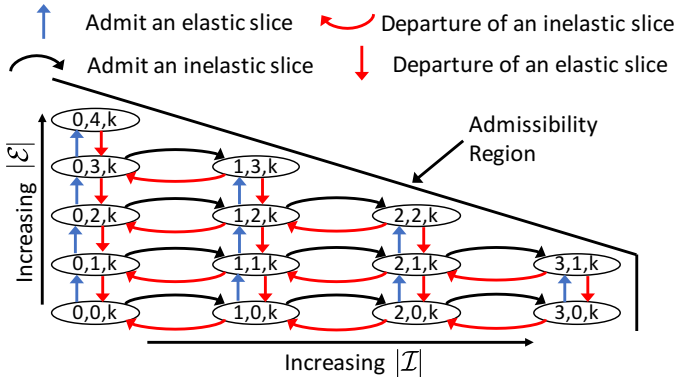 Admit an elastic slice
Departure of an inelastic slice
Admit an inelastic slice
Departure of an elastic slice
Admissibility
Region
Increasing |ℰ|
0,4,k
0,3,k 1,3,k
0,2,k 1,2,k 2,2,k
0,1,k 1,1,k 2,1,k 3,1,k
0,0,k 1,0,k 2,0,k 3,0,k
Increasing |ℐ|